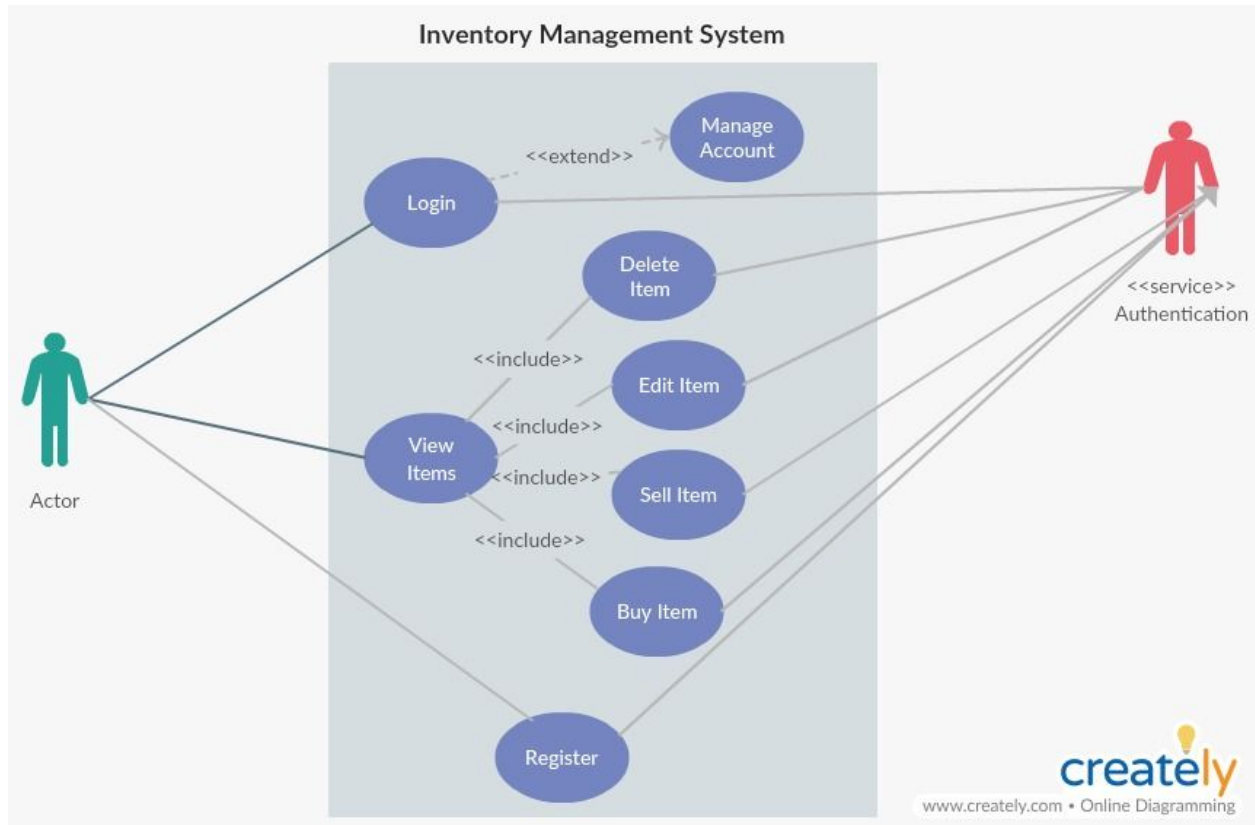 Inventory Management System
Manage
Account
<<extend>>
Login
Delete
Item
<<service>>
Authentication
<<include>>
Edit Item
<<include>>
View
Items
<<include>>
Sell Item
Actor
<<include>>
Buy Item
Register
creately
www.creately.com • Online Diagramming